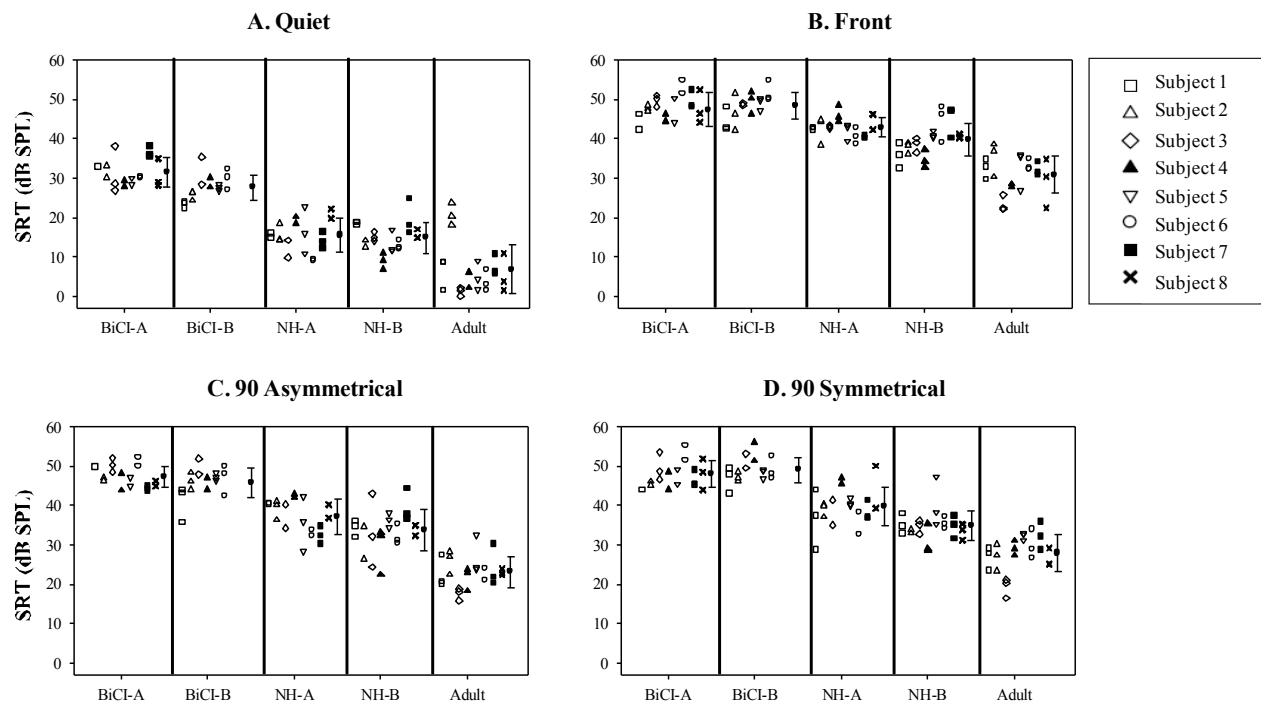 A. Quiet
SRT (dB SPL)
60
50
40
30
20
10
0
BiCI-A BiCI-B NH-A NH-B Adult
B. Front
60
50
40
30
20
10
0
BiCI-A BiCI-B NH-A NH-B Adult
Subject 1
Subject 2
Subject 3
Subject 4
Subject 5
Subject 6
Subject 7
Subject 8
C. 90 Asymmetrical
SRT (dB SPL)
60
50
40
30
20
10
0
BiCI-A BiCI-B NH-A NH-B Adult
D. 90 Symmetrical
60
50
40
30
20
10
0
BiCI-A BiCI-B NH-A NH-B Adult